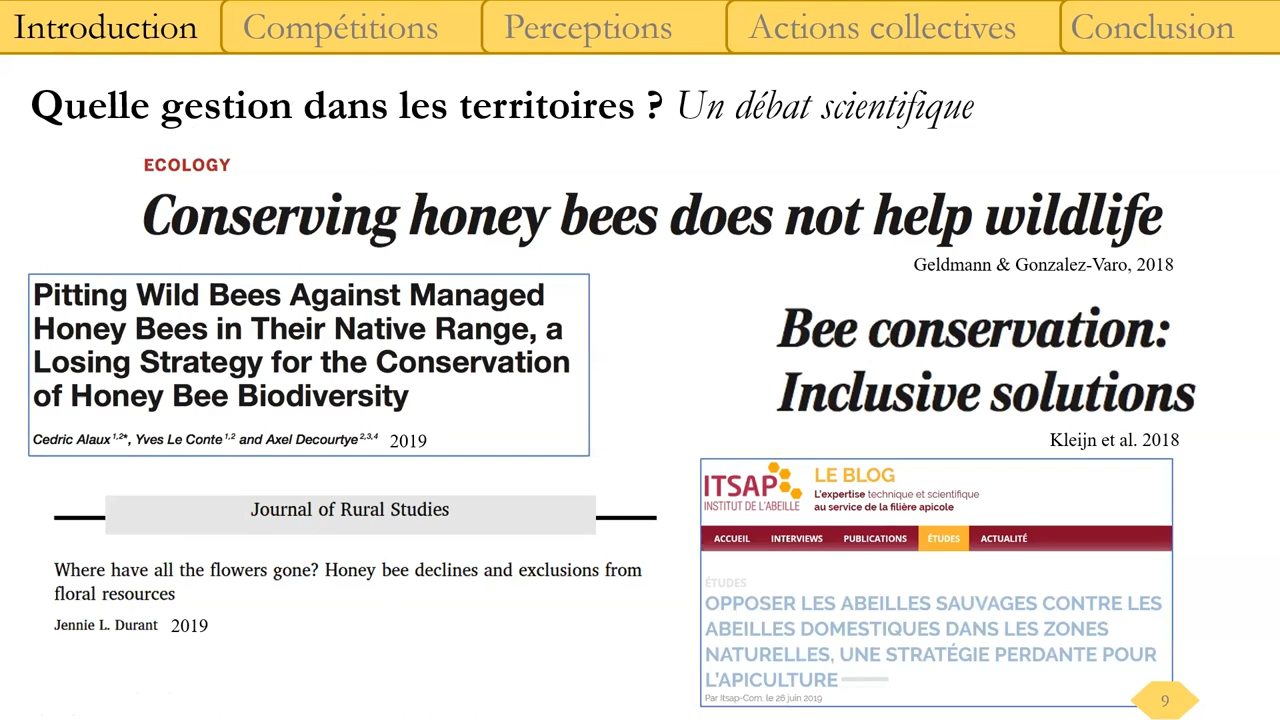 Introduction
Compétitions
Perceptions
Actions collectives
Conclusion
Quelle gestion dans les territoires ? Un débat scientifique
ECOLOGY
Conserving honey bees does not help wildlife
Geldmann & Gonzalez-Varo, 2018
Pitting Wild Bees Against Managed
Honey Bees in Their Native Range, a
Losing Strategy for the Conservation
of Honey Bee Biodiversity
Cedric Alaux 1,2*, Yves Le Conte 1,2 and Axel Decourtye 2,3,4 2019
Bee conservation:
Inclusive solutions
Kleijn et al. 2018
Journal of Rural Studies
Where have all the flowers gone? Honey bee declines and exclusions from
floral resources
Jennie L. Durant 2019
ITSAP
INSTITUT DE L'ABEILLE
LE BLOG
L'expertise technique et scientifique
au service de la filière apicole
ACCUEIL INTERVIEWS PUBLICATIONS ÉTUDES ACTUALITÉ
ÉTUDES
OPPOSER LES ABEILLES SAUVAGES CONTRE LES
ABEILLES DOMESTIQUES DANS LES ZONES
NATURELLES, UNE STRATÉGIE PERDANTE POUR
L'APICULTURE
Par Itsap-Com, le 26 juin 2019
9